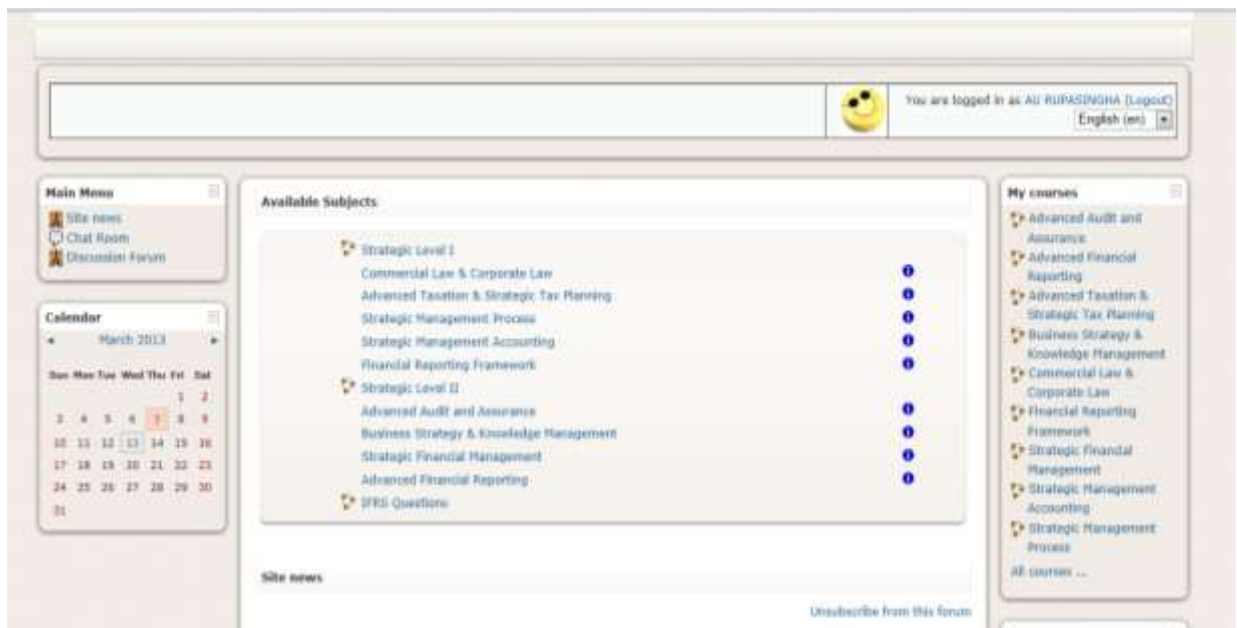 You are logged in as AU RUPASINGHA (Logout)
English (en)
Main Menu
Site news
Chat Room
Discussion Forum
Calendar
March 2013
Sun Mon Tue Wed Thu Fri Sat
1 2
3 4 5 6 7 8 9
10 11 12 13 14 15 16
17 18 19 20 21 22 23
24 25 26 27 28 29 30
31
Available Subjects
Strategic Level I
Commercial Law & Corporate Law
Advanced Taxation & Strategic Tax Planning
Strategic Management Process
Strategic Management Accounting
Financial Reporting Framework
Strategic Level II
Advanced Audit and Assurance
Business Strategy & Knowledge Management
Strategic Financial Management
Advanced Financial Reporting
IFRS Questions
Site news
Unsubscribe from this forum
My courses
Advanced Audit and
Assurance
Advanced Financial
Reporting
Advanced Taxation &
Strategic Tax Planning
Business Strategy &
Knowledge Management
Commercial Law &
Corporate Law
Financial Reporting
Framework
Strategic Financial
Management
Strategic Management
Accounting
Strategic Management
Process
All courses ...